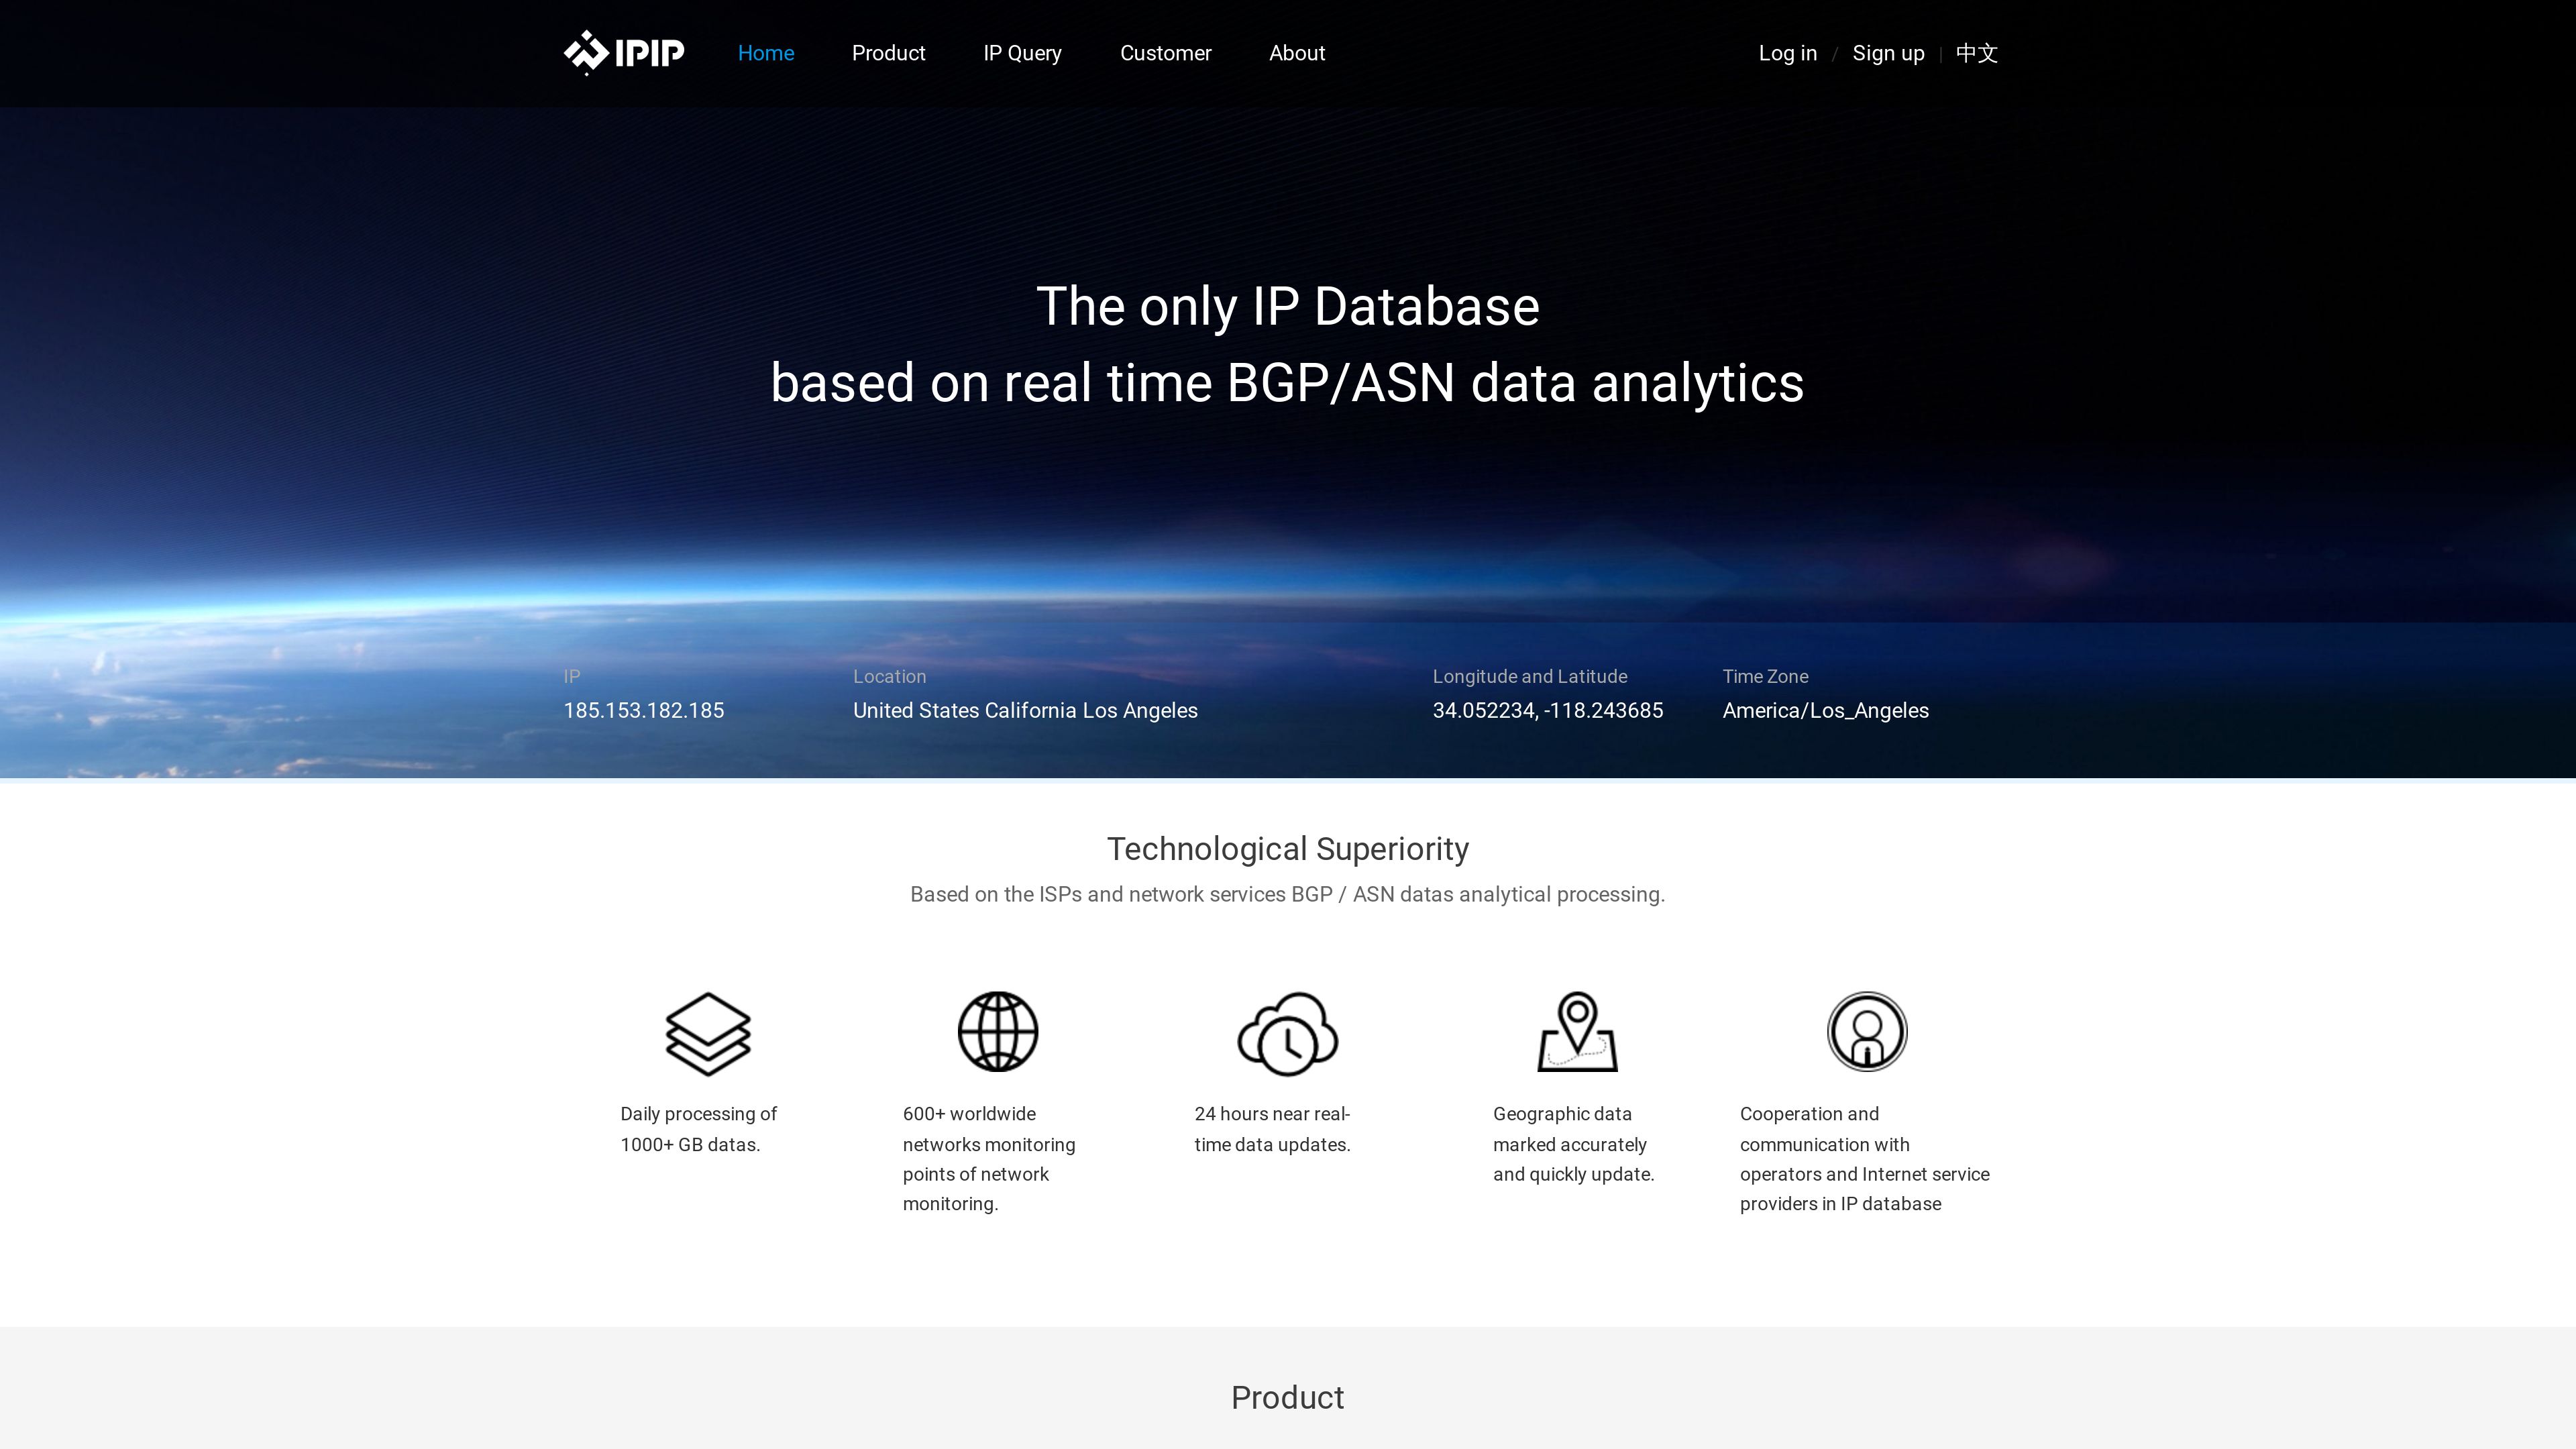 IPIP Home Product IP Query Customer About Log in / Sign up | 中文
The only IP Database
based on real time BGP/ASN data analytics
IP Location Longitude and Latitude Time Zone
185.153.182.185 United States California Los Angeles 34.052234, -118.243685 America/Los_Angeles
Technological Superiority
Based on the ISPs and network services BGP / ASN datas analytical processing.
Daily processing of
1000+ GB datas.
600+ worldwide
networks monitoring
points of network
monitoring.
24 hours near real-
time data updates.
Geographic data
marked accurately
and quickly update.
Cooperation and
communication with
operators and Internet service
providers in IP database
Product